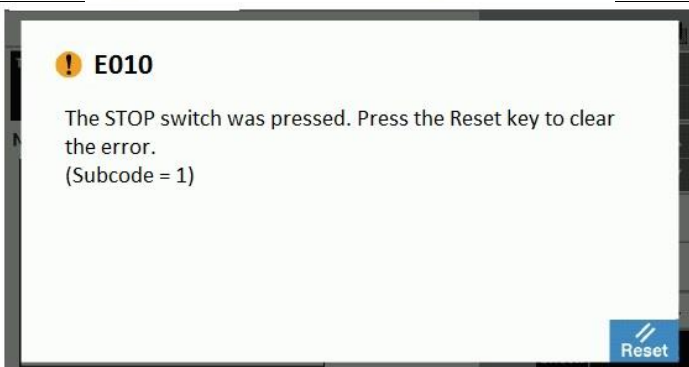 E010
The STOP switch was pressed. Press the Reset key to clear
the error.
(Subcode = 1)
Reset